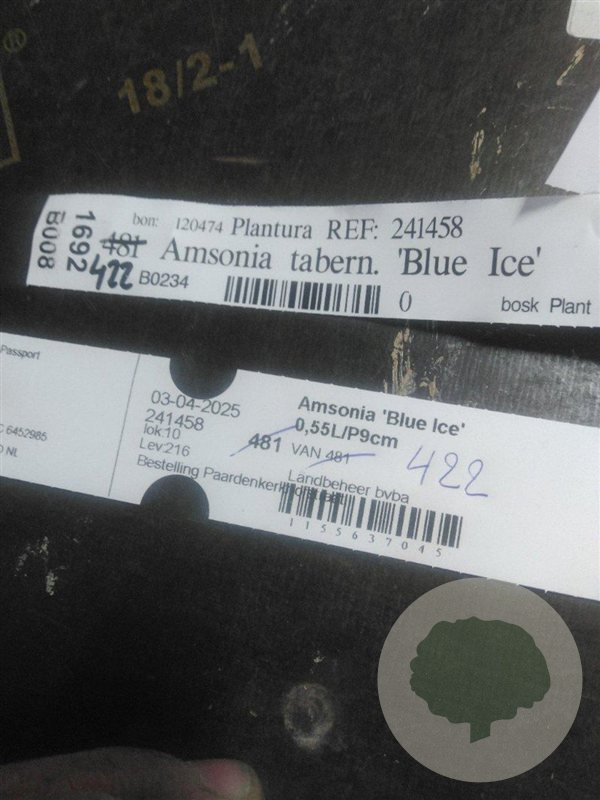 ®
18/2-1
bon: 120474 Plantura REF: 241458
B008
1692
481 Amsonia tabern. 'Blue Ice'
422 B0234
0 bosk Plant
Passport
03-04-2025
241458
fok:10
Lev:216
Bestelling
481
Amsonia 'Blue Ice'
0,55L/P9cm
VAN 481
422
Landbeheer bvba
1155637045
C 6452985
NL